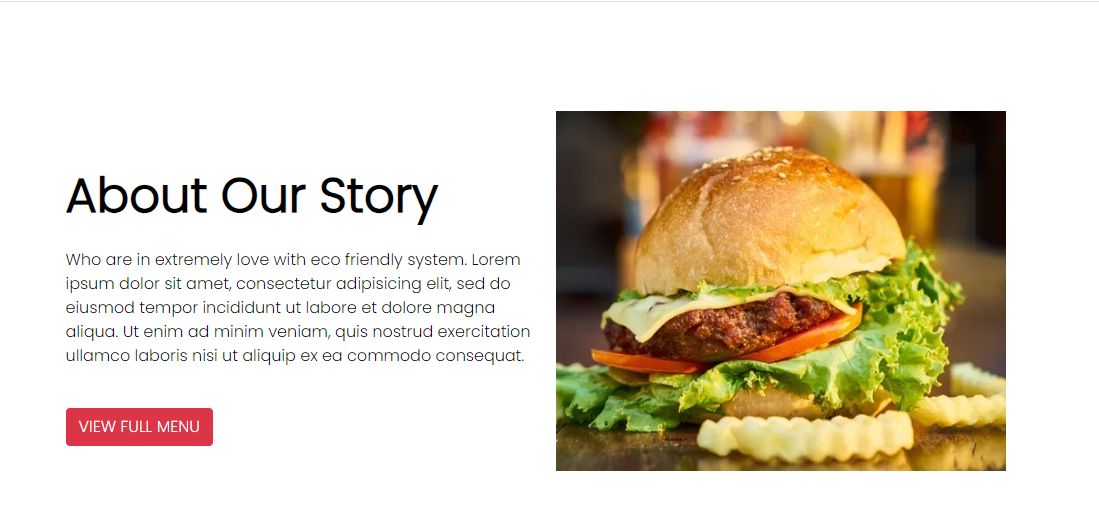 About Our Story
Who are in extremely love with eco friendly system. Lorem
ipsum dolor sit amet, consectetur adipisicing elit, sed do
eiusmod tempor incididunt ut labore et dolore magna
aliqua. Ut enim ad minim veniam, quis nostrud exercitation
ullamco laboris nisi ut aliquip ex ea commodo consequat.
VIEW FULL MENU